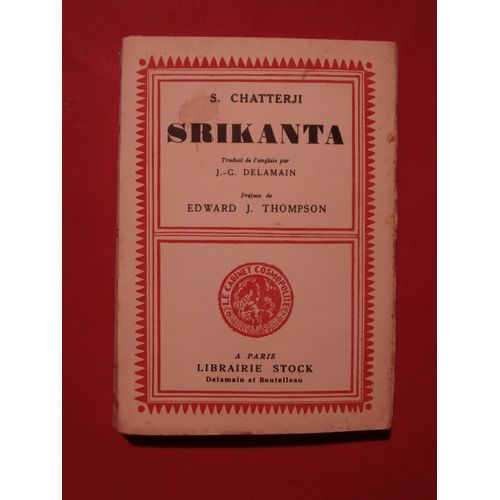 S. CHATTERJI
SRIKANTA
Traduit de l'anglais par
J.-G. DELAMAIN
Préface de
EDWARD J. THOMPSON
LE CABINET COSMOPOLITE
A PARIS
LIBRAIRIE STOCK
Delamain et Boutelleau